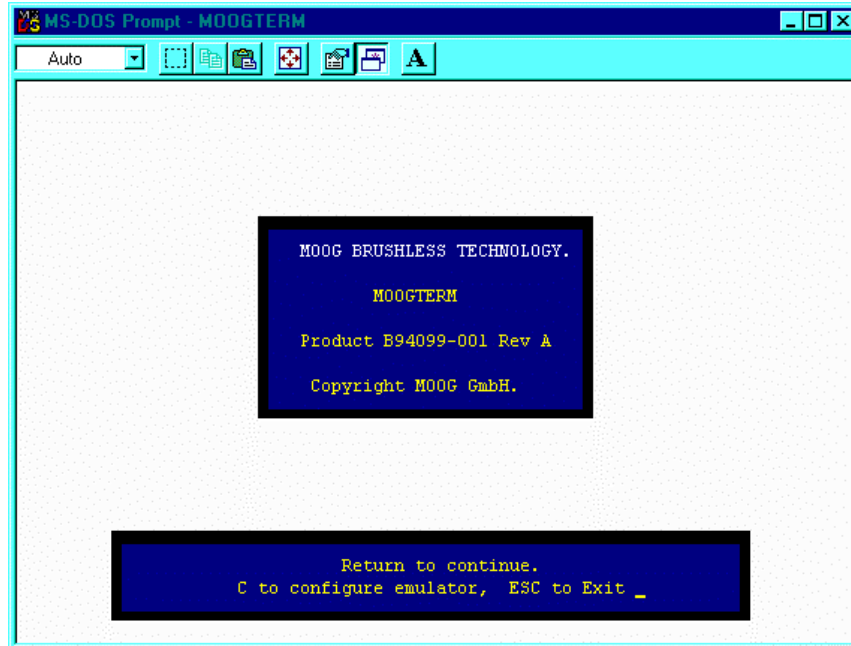 MS-DOS Prompt - MOOGTERM
Auto
A
MOOG BRUSHLESS TECHNOLOGY.
MOOGTERM
Product B94099-001 Rev A
Copyright MOOG GmbH.
Return to continue.
C to configure emulator, ESC to Exit _